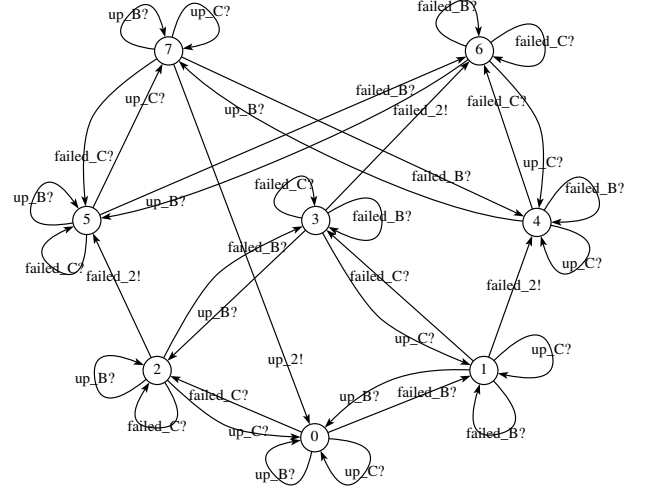 failed_B?
up_B?
up_C?
7
6
failed_C?
failed_B?
up_C?
failed_C?
up_B?
failed_2!
failed_C?
up_C?
failed_B?
failed_C?
failed_B?
up_B?
up_B?
3
failed_B?
5
4
failed_B?
up_C?
failed_C?
failed_2!
failed_C?
failed_2!
up_B?
up_C?
up_C?
up_2!
2
1
up_B?
failed_C?
up_B?
failed_B?
failed_C?
up_C?
0
failed_B?
up_B?
up_C?